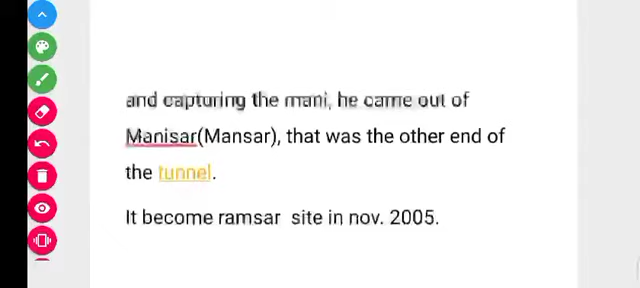 and capturing the mani, he came out of
Manisar(Mansar), that was the other end of
the tunnel.
It become ramsar site in nov. 2005.